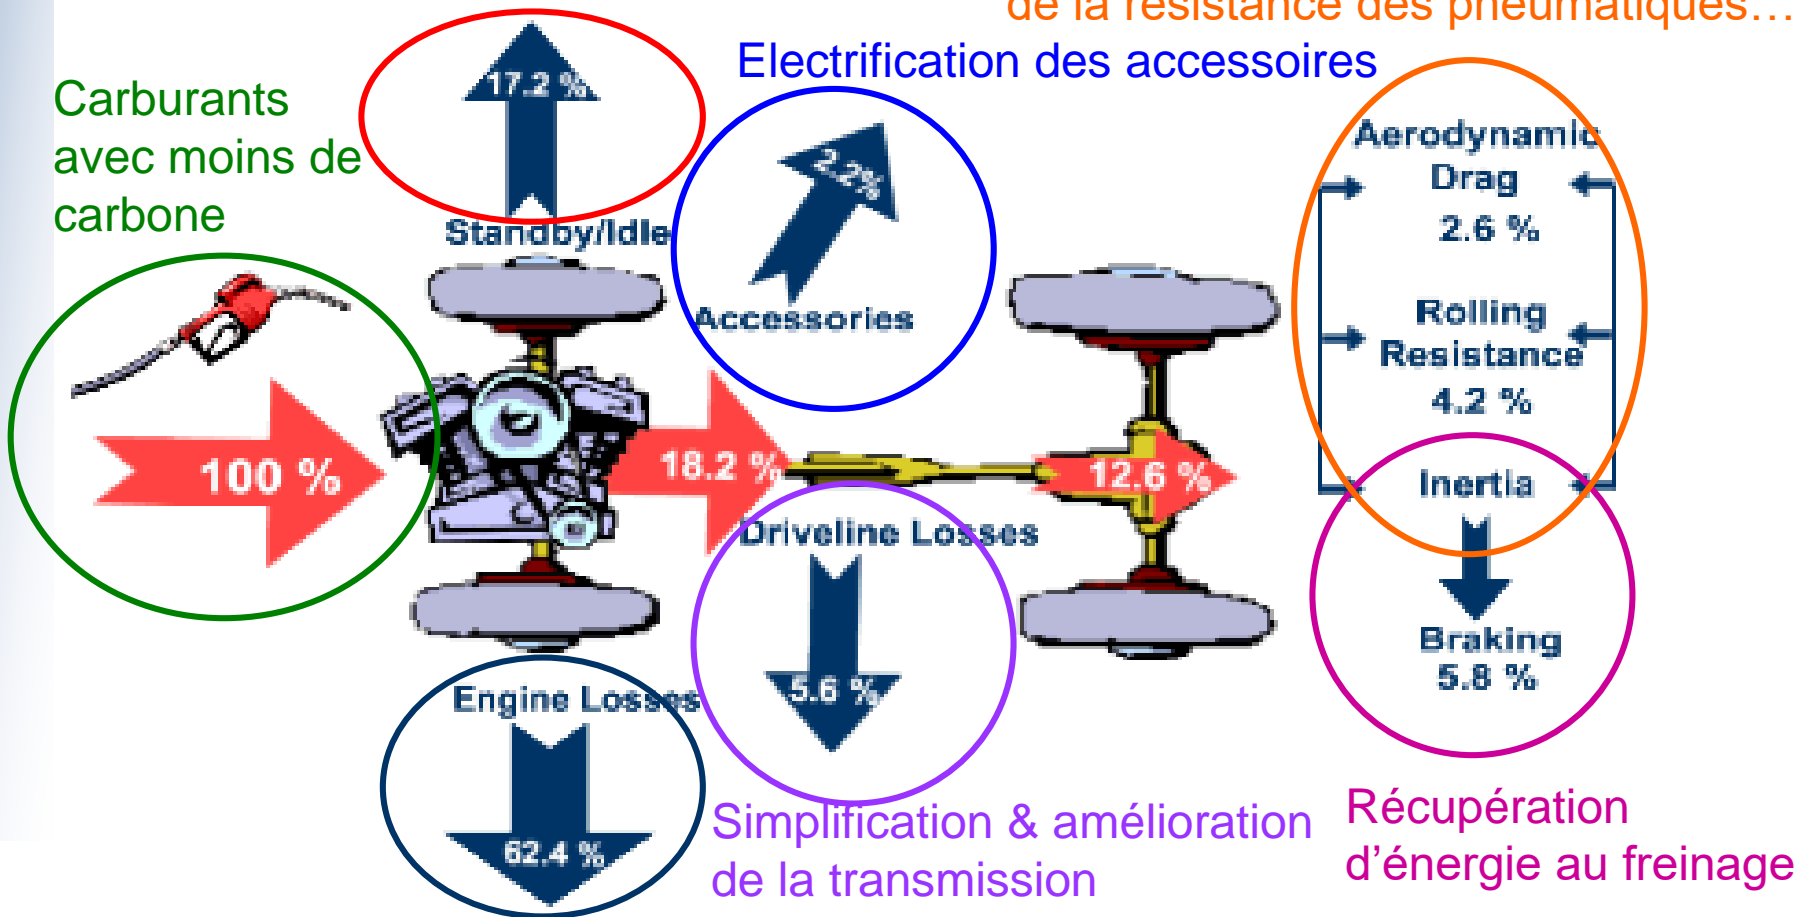 de la résistance des pneumatiques…
Electrification des accessoires
Carburants
avec moins de
carbone
17.2 %
Standby/Idle
2.2%
Accessories
Aerodynamic
Drag
2.6 %
Rolling
Resistance
4.2 %
100 %
18.2 %
12.6 %
Inertia
Driveline Losses
5.6 %
Braking
5.8 %
Engine Losses
62.4 %
Simplification & amélioration
de la transmission
Récupération
d’énergie au freinage